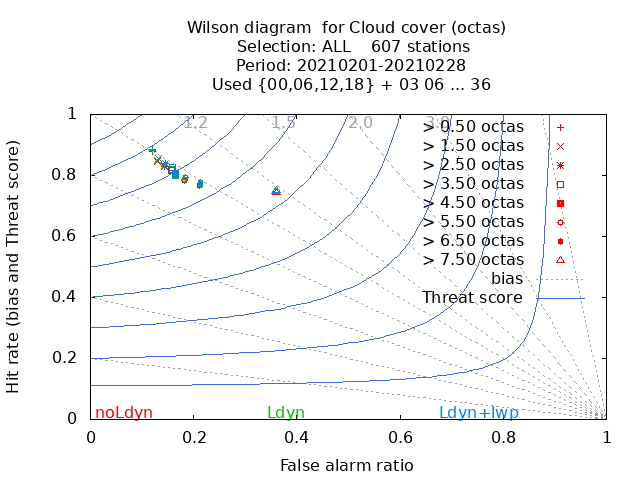 Wilson diagram  for Cloud cover (octas)
Selection: ALL    607 stations
Period: 20210201-20210228
Used {00,06,12,18} + 03 06 ... 36
Hit rate (bias and Threat score)
1
0.8
0.6
0.4
0.2
0
1.2 1.5 2.0 3.0
> 0.50 octas
> 1.50 octas
> 2.50 octas
> 3.50 octas
> 4.50 octas
> 5.50 octas
> 6.50 octas
> 7.50 octas
bias
Threat score
noLdyn Ldyn Ldyn+lwp
0 0.2 0.4 0.6 0.8 1
False alarm ratio